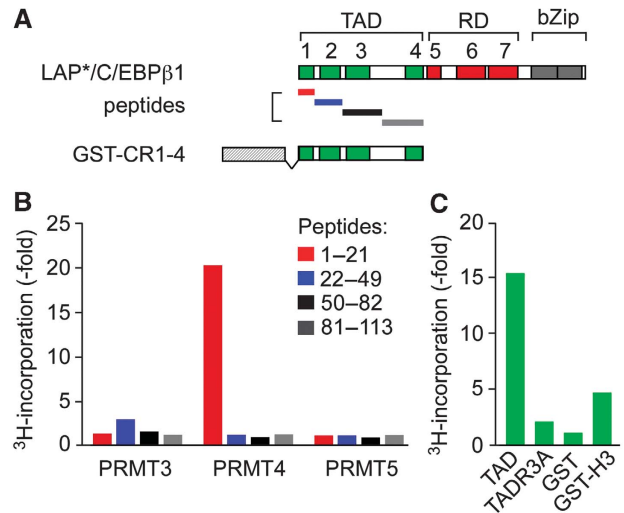 A
TAD
RD
bZip
1 2 3 4 5 6 7
LAP*/C/EBPβ1
peptides
GST-CR1-4
B
³H-incorporation (-fold)
25
20
15
10
5
0
PRMT3
PRMT4
PRMT5
Peptides:
1–21
22–49
50–82
81–113
C
³H-incorporation (-fold)
20
15
10
5
0
TAD
TADR3A
GST
GST-H3